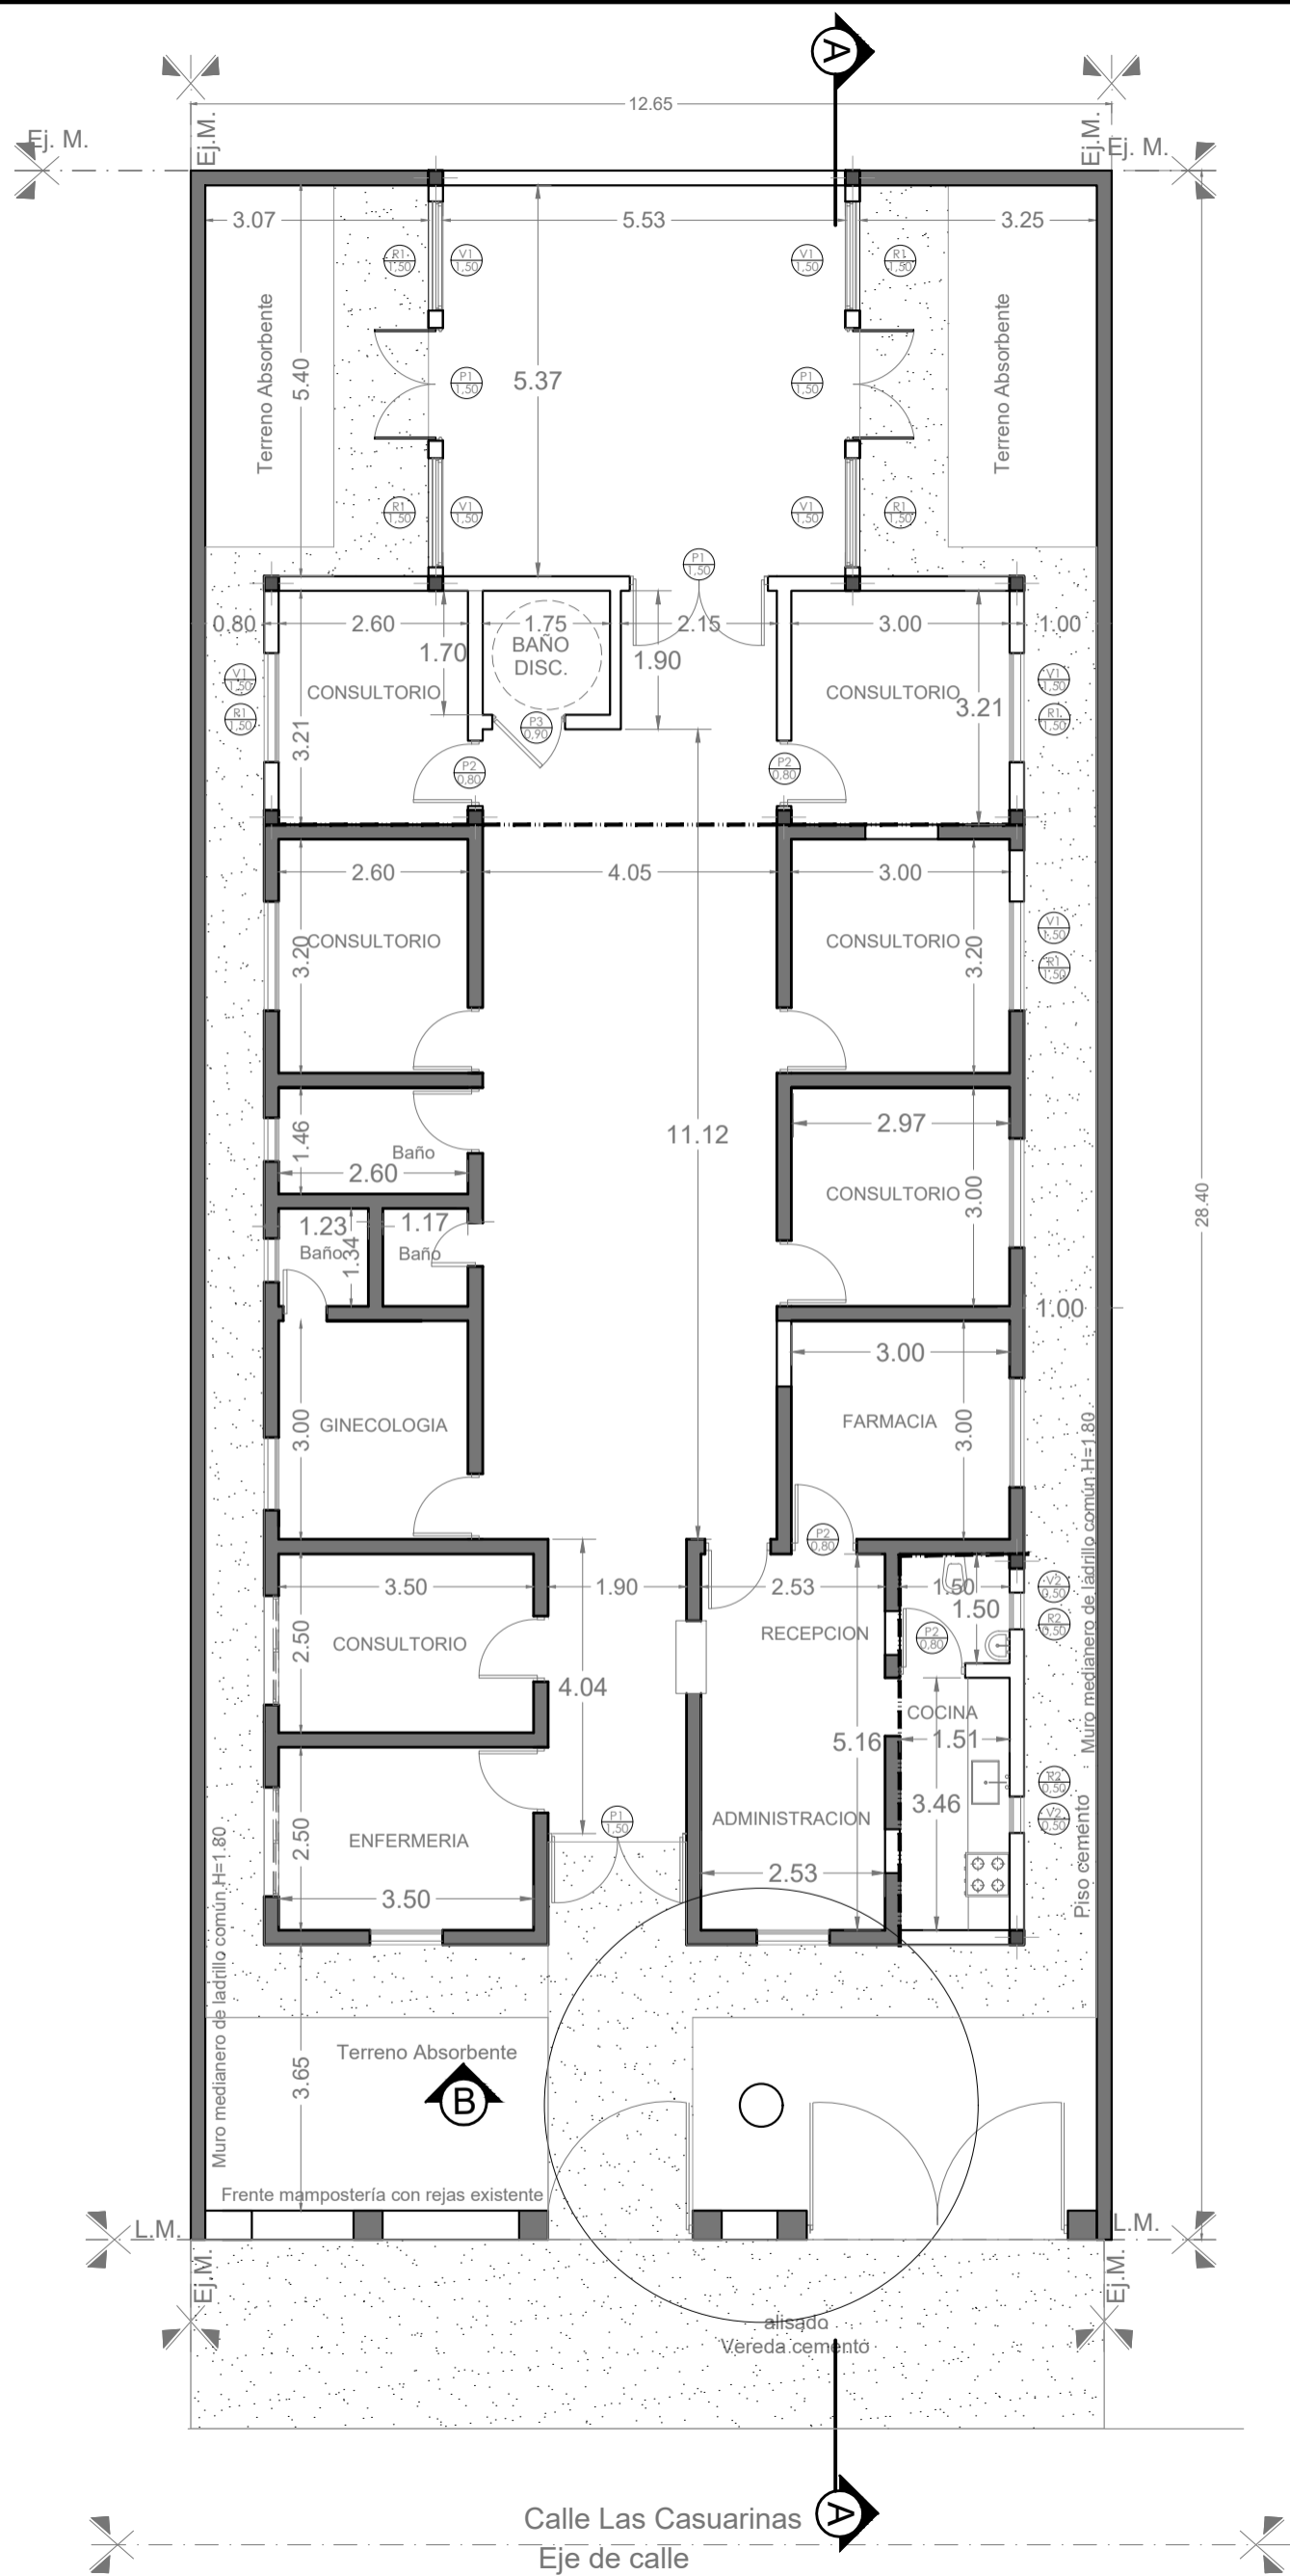 A
12.65
Ej. M.
Ej.M.
Ej.M.
Ej. M.
3.07
5.53
3.25
R1
1,50
V1
1,50
V1
1,50
R1
1,50
Terreno Absorbente
5.40
5.37
P1
1,50
P1
1,50
Terreno Absorbente
R1
1,50
V1
1,50
V1
1,50
R1
1,50
P1
1,50
0.80
2.60
1.75
2.15
3.00
1.00
1.70
BAÑO
DISC.
1.90
V1
1,50
R1
1,50
CONSULTORIO
3.21
P3
0,90
P2
0,80
P2
0,80
CONSULTORIO
3.21
V1
1,50
R1
1,50
2.60
4.05
3.00
CONSULTORIO
3.20
CONSULTORIO
3.20
V1
1,50
R1
1,50
1.46
Baño
2.60
11.12
2.97
CONSULTORIO
3.00
28.40
1.23
1.17
Baño
1.34
Baño
1.00
3.00
GINECOLOGIA
3.00
FARMACIA
3.00
P2
0,80
Muro medianero de ladrillo común H=1.80
3.50
1.90
2.53
1.50
1.50
V2
0,50
R2
0,50
2.50
CONSULTORIO
RECEPCION
P2
0,80
4.04
5.16
COCINA
1.51
R2
0,50
V2
0,50
2.50
ENFERMERIA
P1
1,50
ADMINISTRACION
3.46
Piso cemento
3.50
2.53
Muro medianero de ladrillo común H=1.80
3.65
Terreno Absorbente
B
Frente mampostería con rejas existente
L.M.
L.M.
Ej.M.
Ej.M.
alisado
Vereda cemento
Calle Las Casuarinas
A
Eje de calle